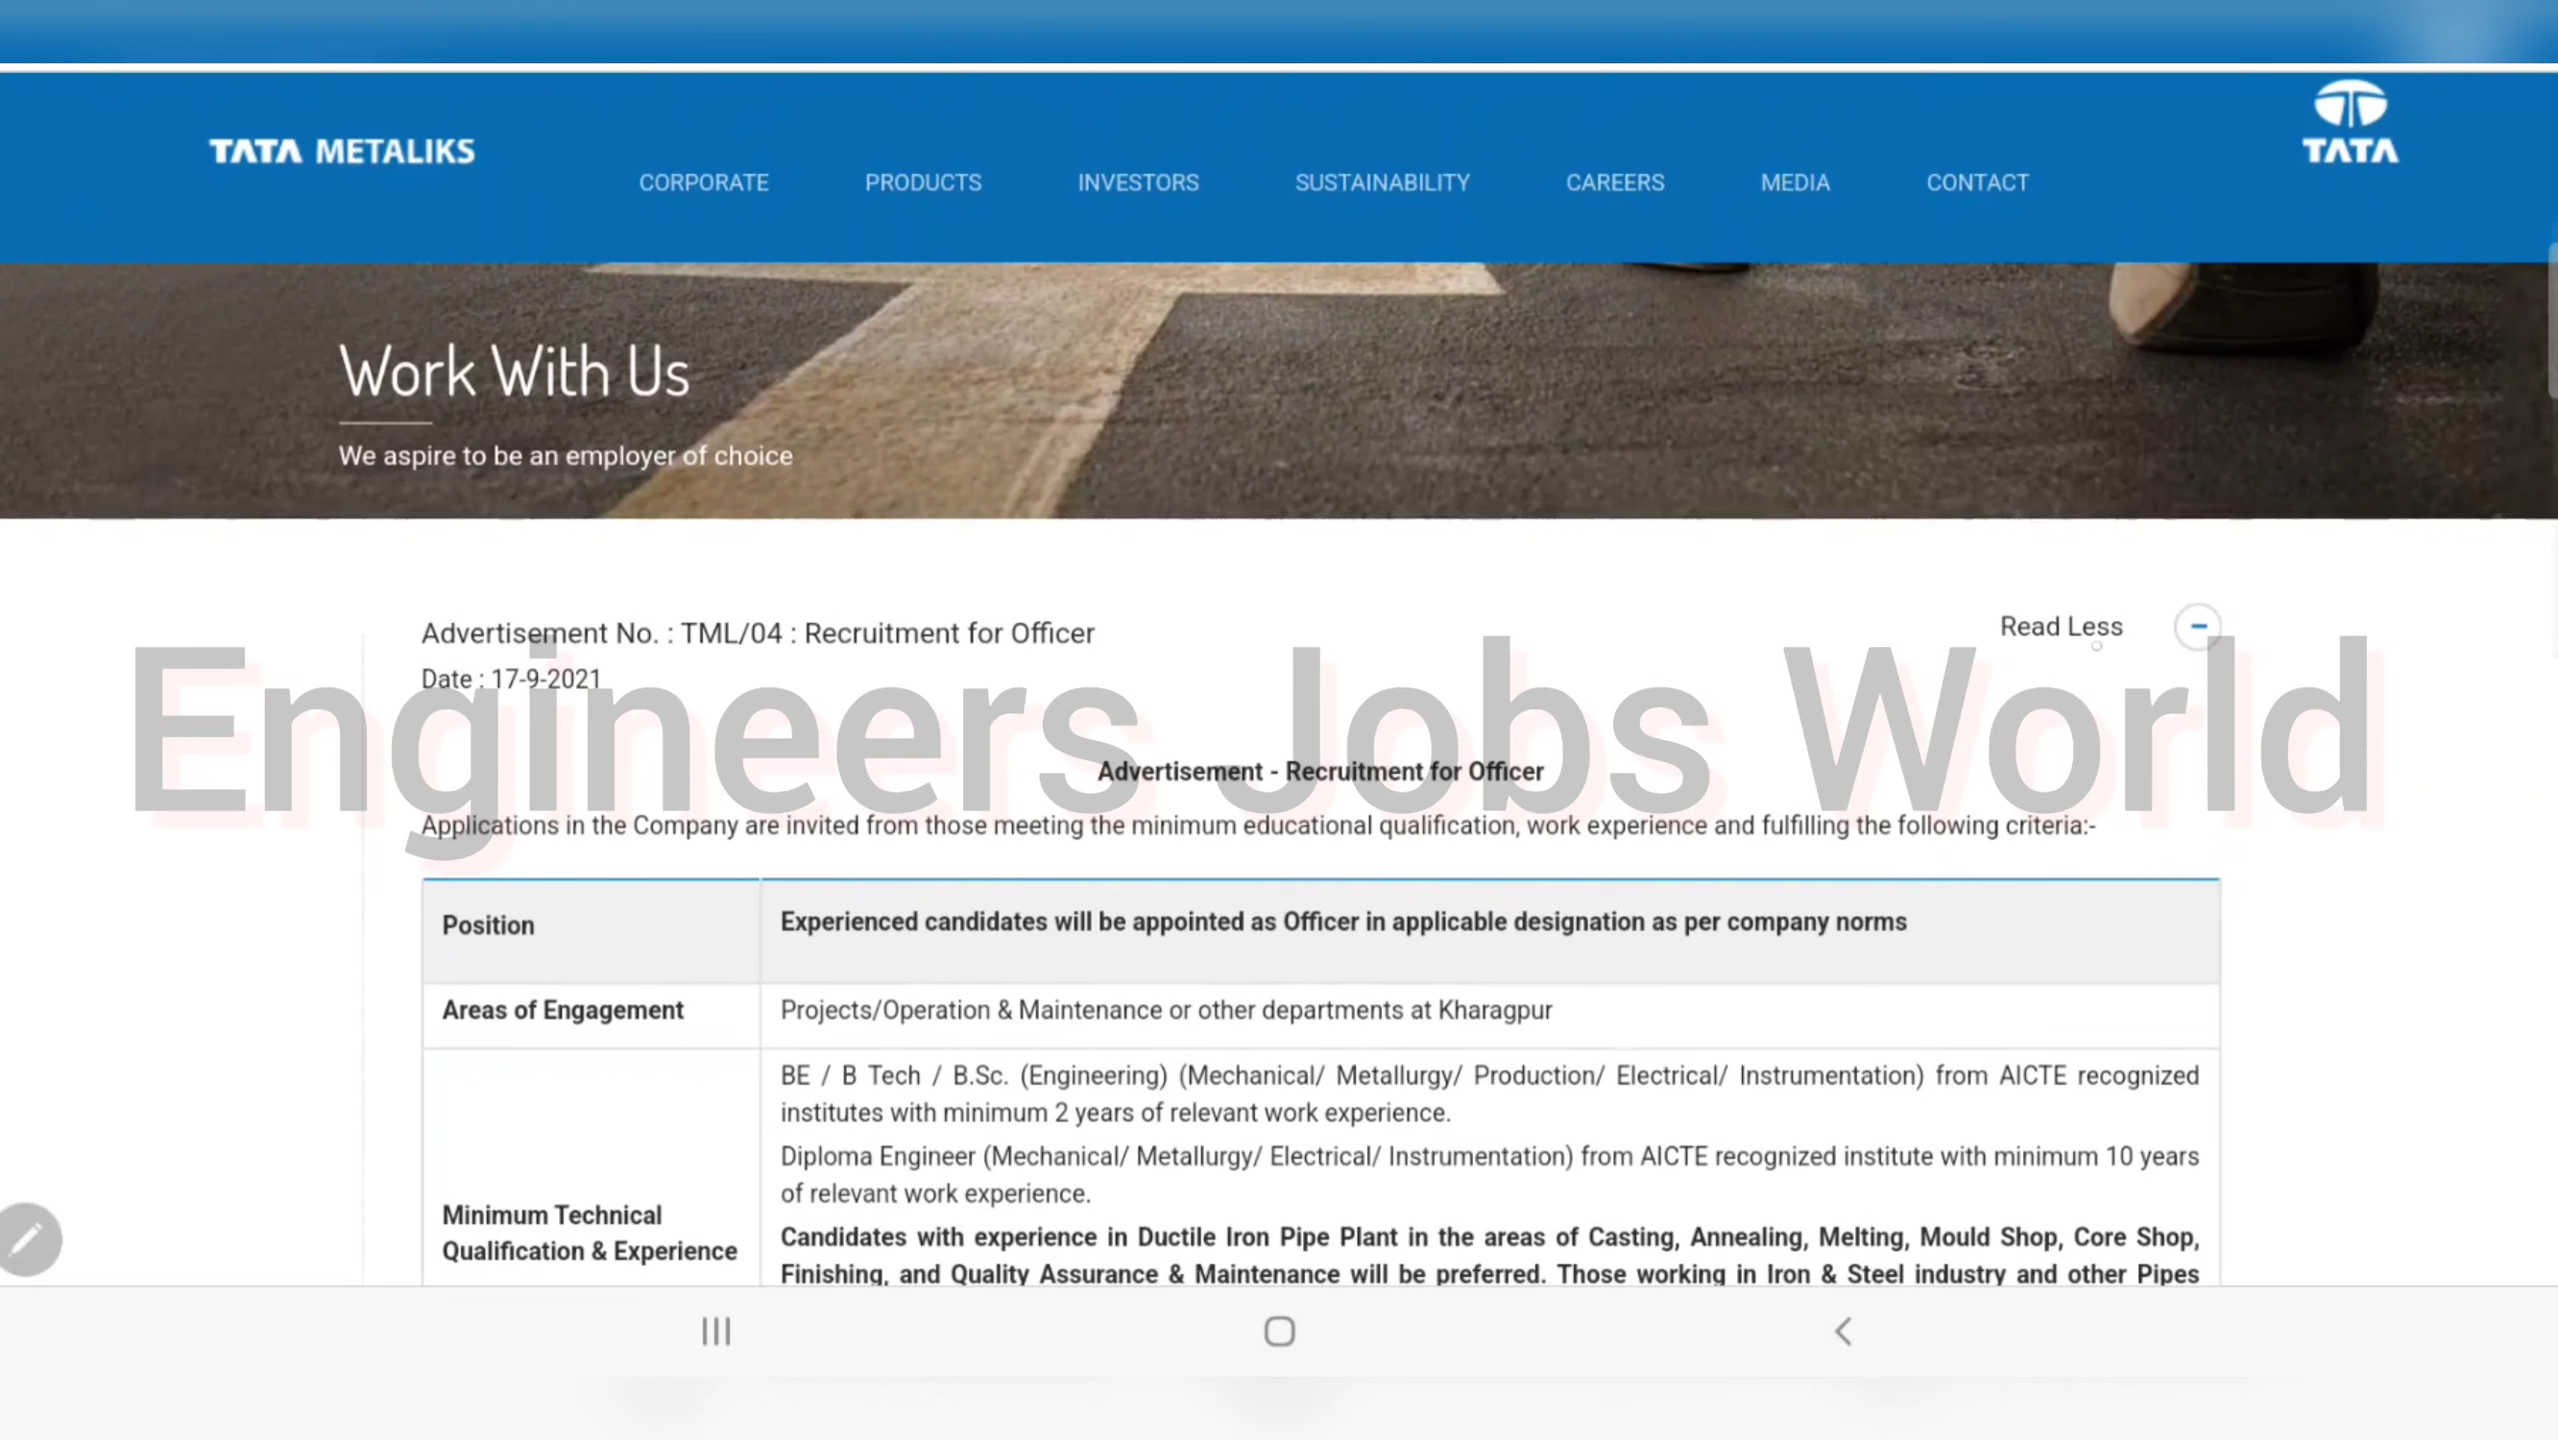 TATA METALIKS
CORPORATE PRODUCTS INVESTORS SUSTAINABILITY CAREERS MEDIA CONTACT
TATA
Work With Us
We aspire to be an employer of choice
Advertisement No. : TML/04 : Recruitment for Officer
Read Less
Date : 17-9-2021
Engineers Jobs World
Advertisement - Recruitment for Officer
Applications in the Company are invited from those meeting the minimum educational qualification, work experience and fulfilling the following criteria:-
Position
Experienced candidates will be appointed as Officer in applicable designation as per company norms
Areas of Engagement
Projects/Operation & Maintenance or other departments at Kharagpur
Minimum Technical
Qualification & Experience
BE / B Tech / B.Sc. (Engineering) (Mechanical/ Metallurgy/ Production/ Electrical/ Instrumentation) from AICTE recognized
institutes with minimum 2 years of relevant work experience.
Diploma Engineer (Mechanical/ Metallurgy/ Electrical/ Instrumentation) from AICTE recognized institute with minimum 10 years
of relevant work experience.
Candidates with experience in Ductile Iron Pipe Plant in the areas of Casting, Annealing, Melting, Mould Shop, Core Shop,
Finishing, and Quality Assurance & Maintenance will be preferred. Those working in Iron & Steel industry and other Pipes